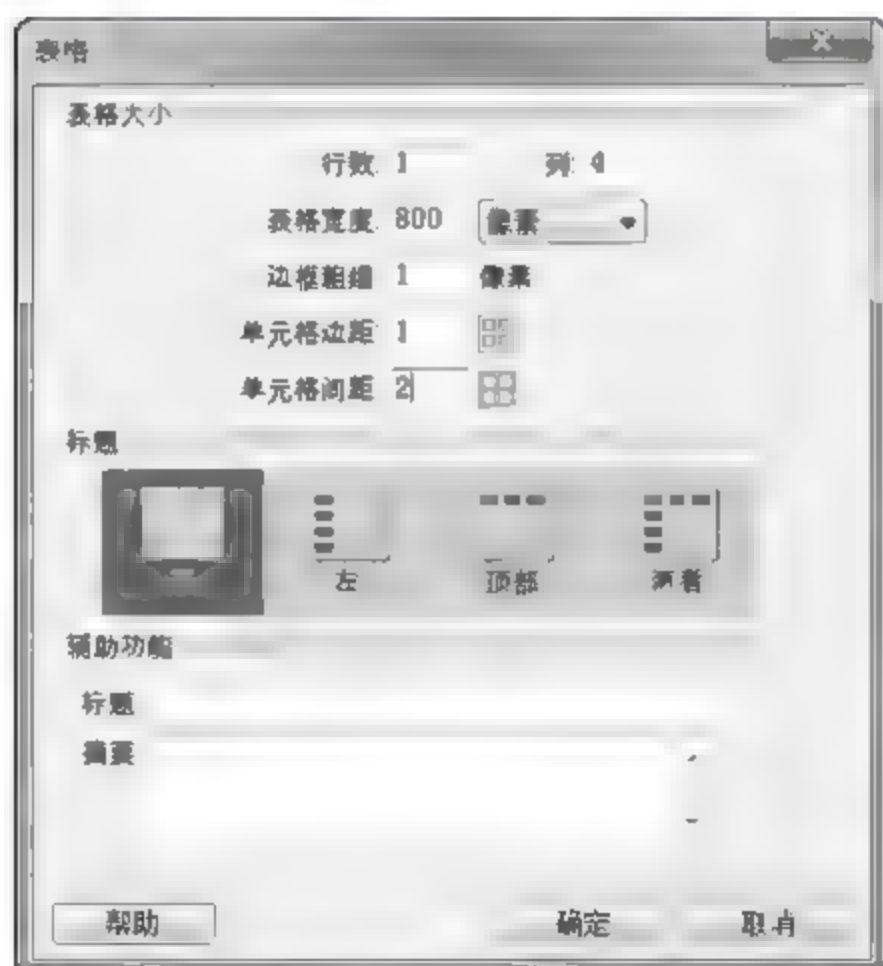 表格
表格大小
行数: 1 列: 4
表格宽度: 800 像素
边框粗细 1 像素
单元格边距: 1
单元格间距 2
标题
左 顶部 两者
辅助功能
标题
摘要
帮助 确定 取消